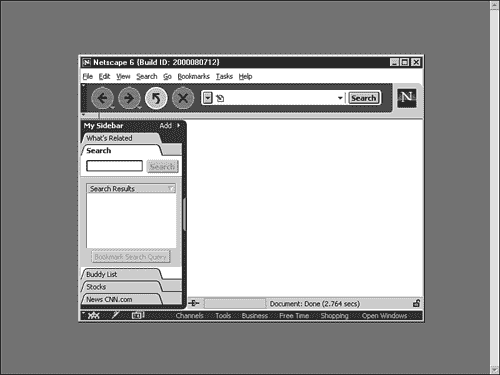 N Netscape 6 {Build ID: 2000080712}
File Edit View Search Go Bookmarks Tasks Help
Search N
My Sidebar Add
What's Related
Search
Search
Search Results
Bookmark Search Query
Buddy List
Stocks
News CNN.com
Document: Done (2.764 secs)
Channels Tools Business Free Time Shopping Open Windows